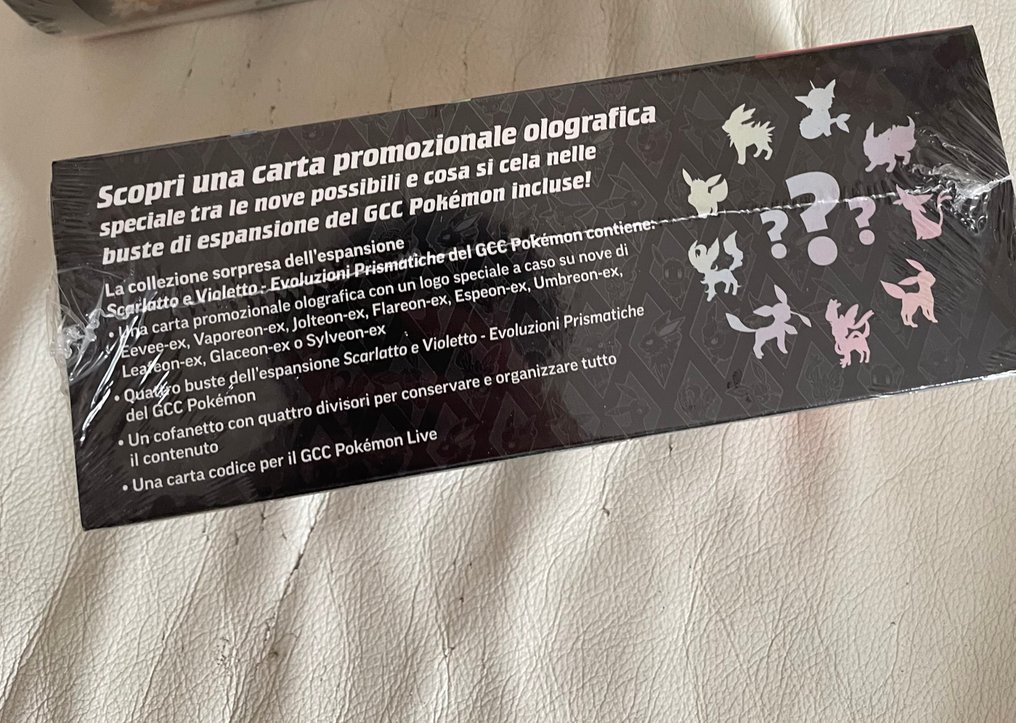 Scopri una carta promozionale olografica
speciale tra le nove possibili e cosa si cela nelle
buste di espansione del GCC Pokémon incluse!
La collezione sorpresa dell'espansione
Scarlatto e Violetto - Evoluzioni Prismatiche del GCC Pokémon contiene:
• Una carta promozionale olografica con un logo speciale a caso su nove di
Eevee-ex, Vaporeon-ex, Jolteon-ex, Flareon-ex, Espeon-ex, Umbreon-ex,
Leafeon-ex, Glaceon-ex o Sylveon-ex
• Quattro buste dell'espansione Scarlatto e Violetto - Evoluzioni Prismatiche
del GCC Pokémon
• Un cofanetto con quattro divisori per conservare e organizzare tutto
il contenuto
• Una carta codice per il GCC Pokémon Live
? ? ?